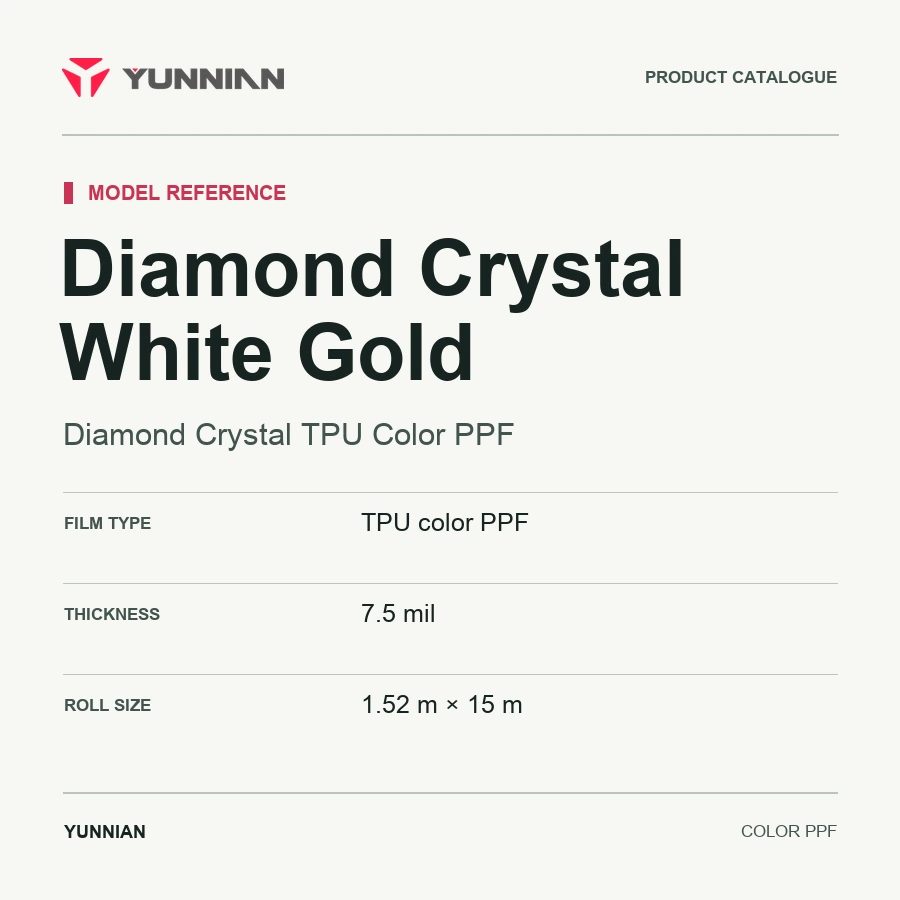 YUNNIAN
PRODUCT CATALOGUE
MODEL REFERENCE
Diamond Crystal
White Gold
Diamond Crystal TPU Color PPF
FILM TYPE
TPU color PPF
THICKNESS
7.5 mil
ROLL SIZE
1.52 m × 15 m
YUNNIAN
COLOR PPF